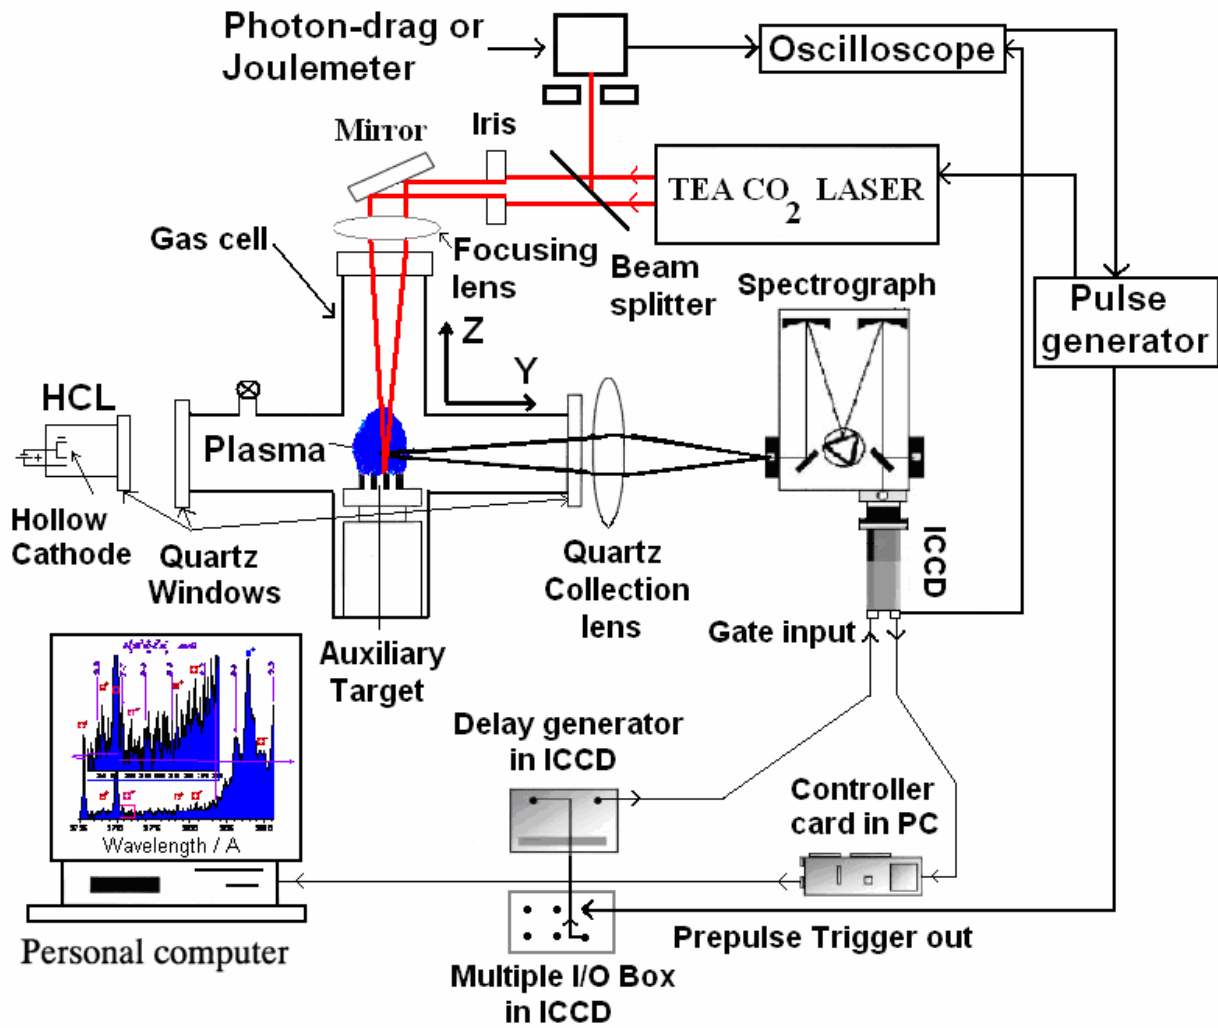 Photon-drag or
Joulemeter
Oscilloscope
Mirror
Iris
TEA CO2 LASER
Gas cell
Focusing
lens
Beam
splitter
Spectrograph
Pulse
generator
Z
Y
HCL
Plasma
Hollow
Cathode
Quartz
Windows
Quartz
Collection
lens
ICCD
Gate input
Auxiliary
Target
Delay generator
in ICCD
Controller
card in PC
Wavelength / A
Prepulse Trigger out
Personal computer
Multiple I/O Box
in ICCD